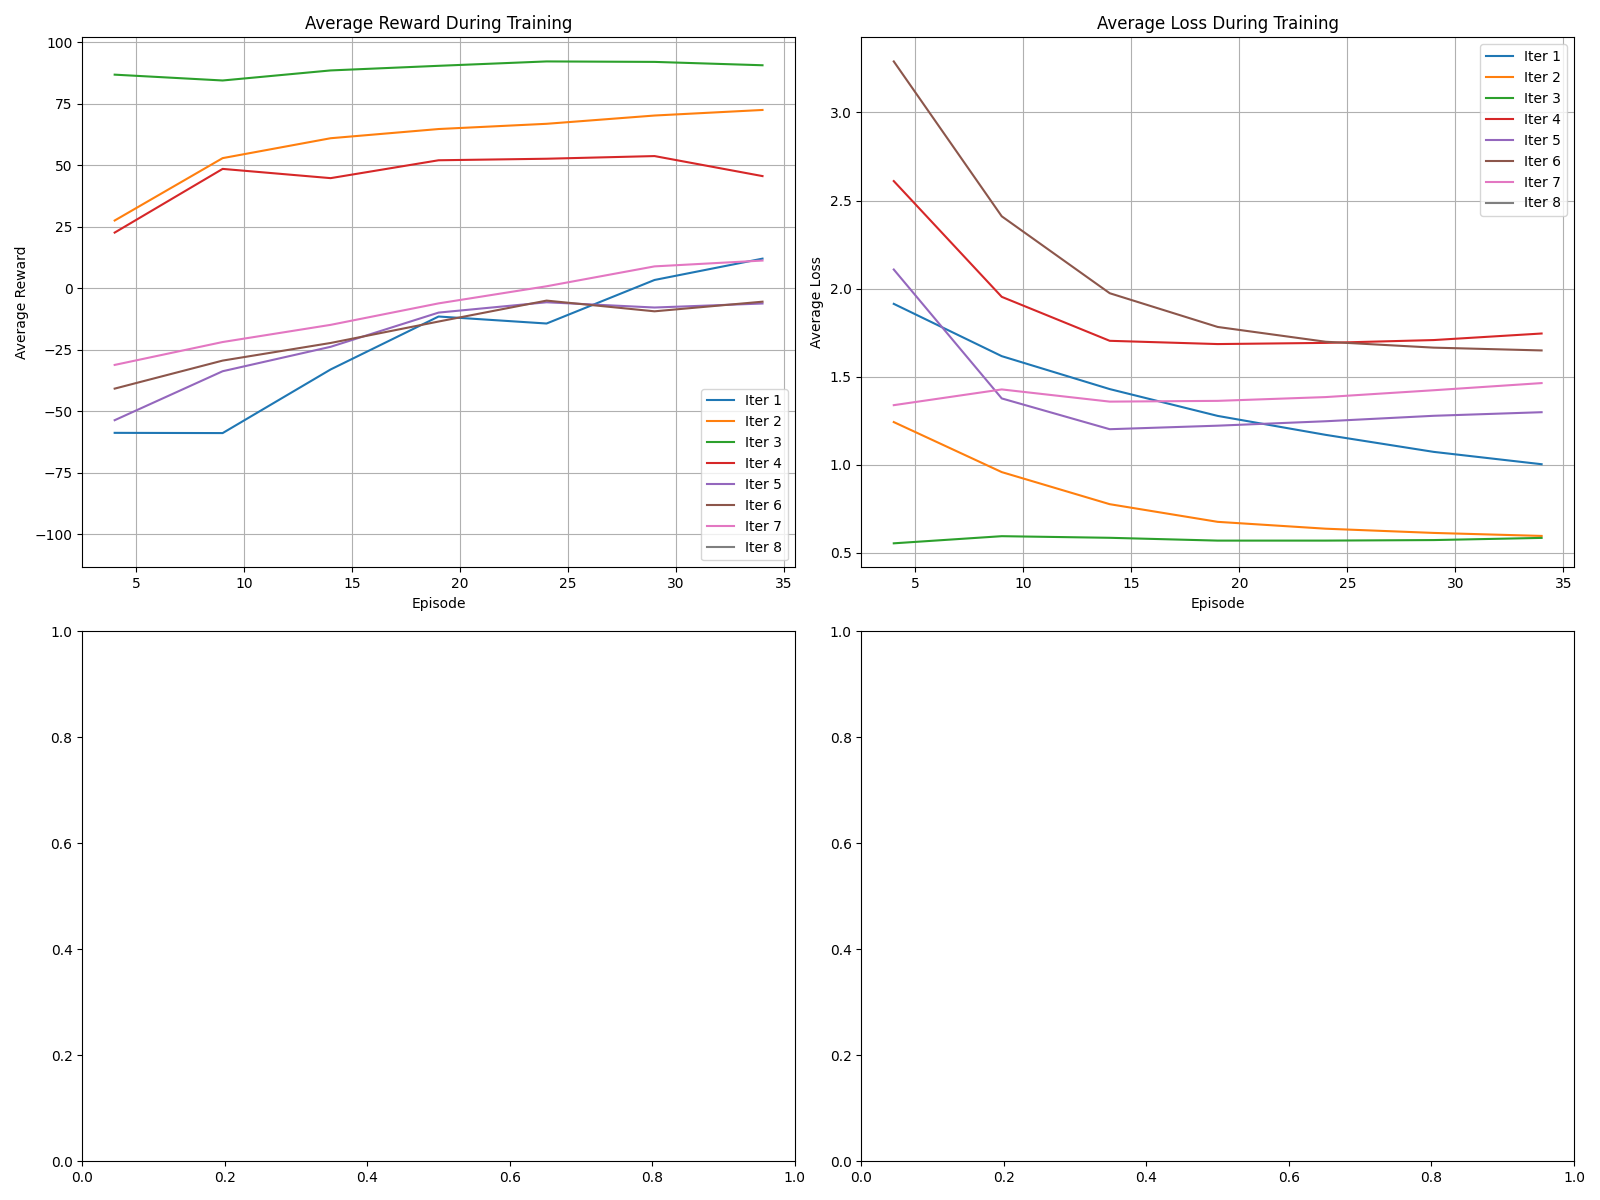 Average Reward During Training
100
75
50
25
0
−25
−50
−75
−100
Average Reward
5 10 15 20 25 30 35
Episode
Iter 1
Iter 2
Iter 3
Iter 4
Iter 5
Iter 6
Iter 7
Iter 8
Average Loss During Training
3.0
2.5
2.0
1.5
1.0
0.5
Average Loss
5 10 15 20 25 30 35
Episode
Iter 1
Iter 2
Iter 3
Iter 4
Iter 5
Iter 6
Iter 7
Iter 8
1.0
0.8
0.6
0.4
0.2
0.0
0.0 0.2 0.4 0.6 0.8 1.0
1.0
0.8
0.6
0.4
0.2
0.0
0.0 0.2 0.4 0.6 0.8 1.0